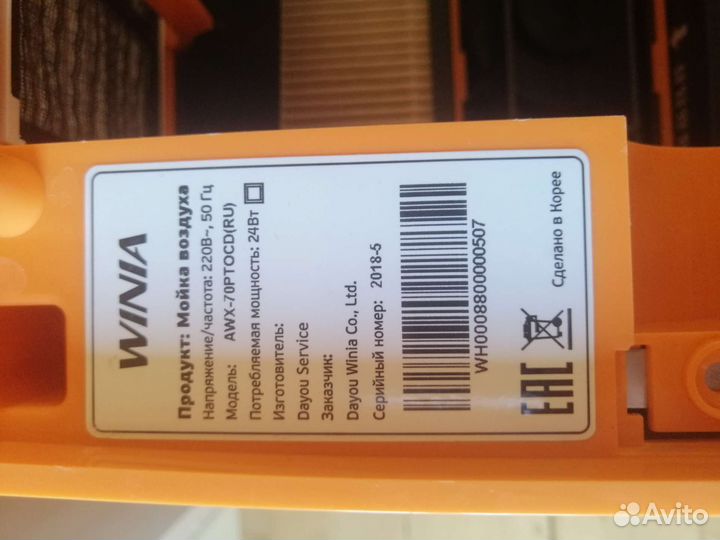 WINIA
Продукт: Мойка воздуха
Напряжение/частота: 220В~, 50 Гц
Модель: AWX-70PTOCD(RU)
Потребляемая мощность: 24Вт
Изготовитель:
Dayou Service
Заказчик:
Dayou Winia Co., Ltd.
Серийный номер: 2018-5
WH0008800000507
EAC
Сделано в Корее
Avito